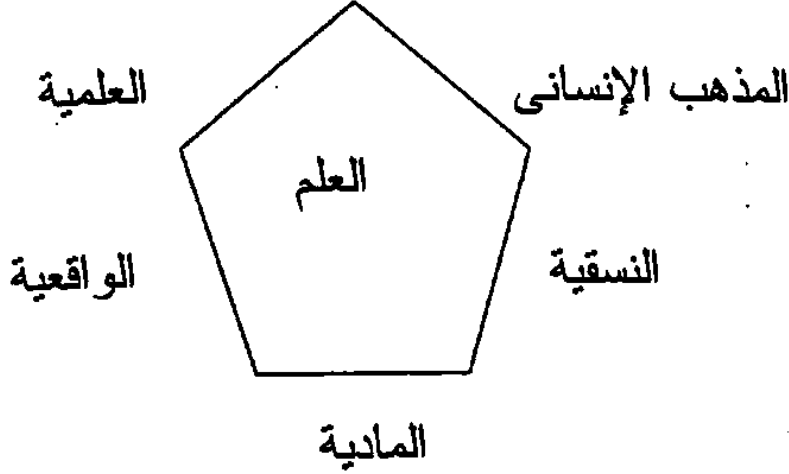 المذهب الإنسانى
العلمية
العلم
النسقية
الواقعية
المادية